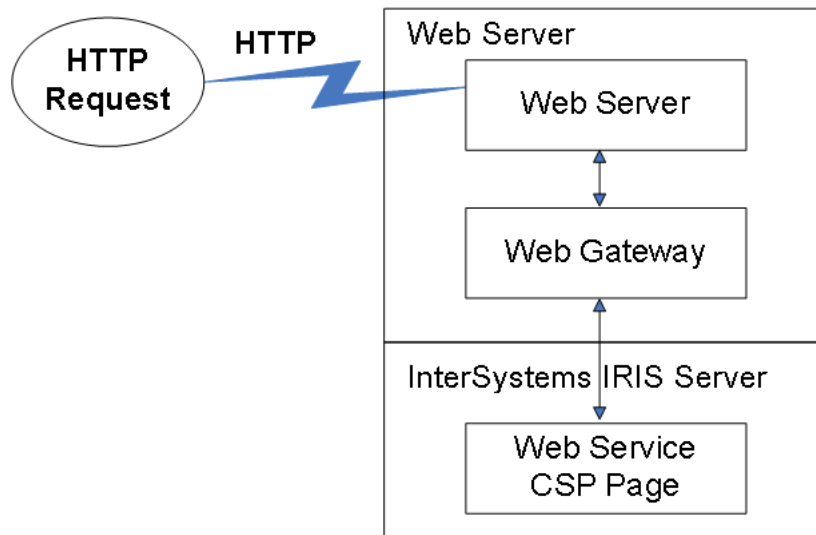 HTTP
Request
HTTP
Web Server
Web Server
Web Gateway
InterSystems IRIS Server
Web Service
CSP Page